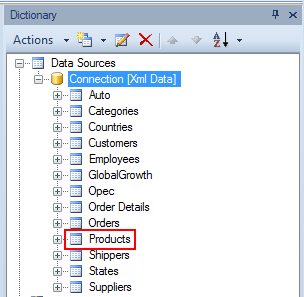 Dictionary
Actions
Data Sources
Connection [Xml Data]
Auto
Categories
Countries
Customers
Employees
GlobalGrowth
Opec
Order Details
Orders
Products
Shippers
States
Suppliers